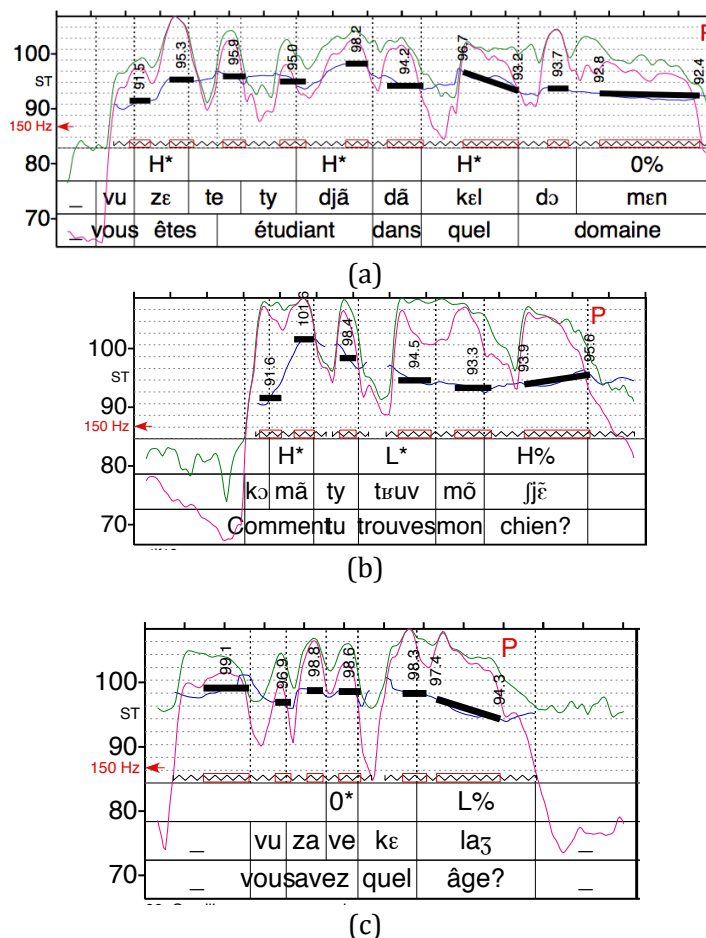 91.5 95.3 95.9 95.0 98.2 94.2 96.7 93.2 93.7 92.8 92.4
100
ST
90
150 Hz
80
H* H* H* 0%
_ vu zɛ te ty djɑ̃ dɑ̃ kɛl dɔ mɛn
70
_ vous êtes étudiant dans quel domaine
(a)
91.6 101.6 98.4 94.5 93.3 93.9 95.6 P
100
ST
90
150 Hz
80
H* L* H%
kɔ mɑ̃ ty tʁuv mɔ̃ ʃjɛ̃
70
Comment tu trouves mon chien?
(b)
99.1 96.9 98.8 98.6 98.3 97.4 94.3 P
100
ST
90
150 Hz
80
0* L%
_ vu za ve kɛ laʒ _
70
_ vous avez quel âge? _
(c)